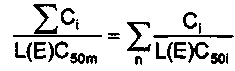 ∑Cᵢ / L(E)C₅₀ₘ = ∑ₙ Cᵢ / L(E)C₅₀ᵢ